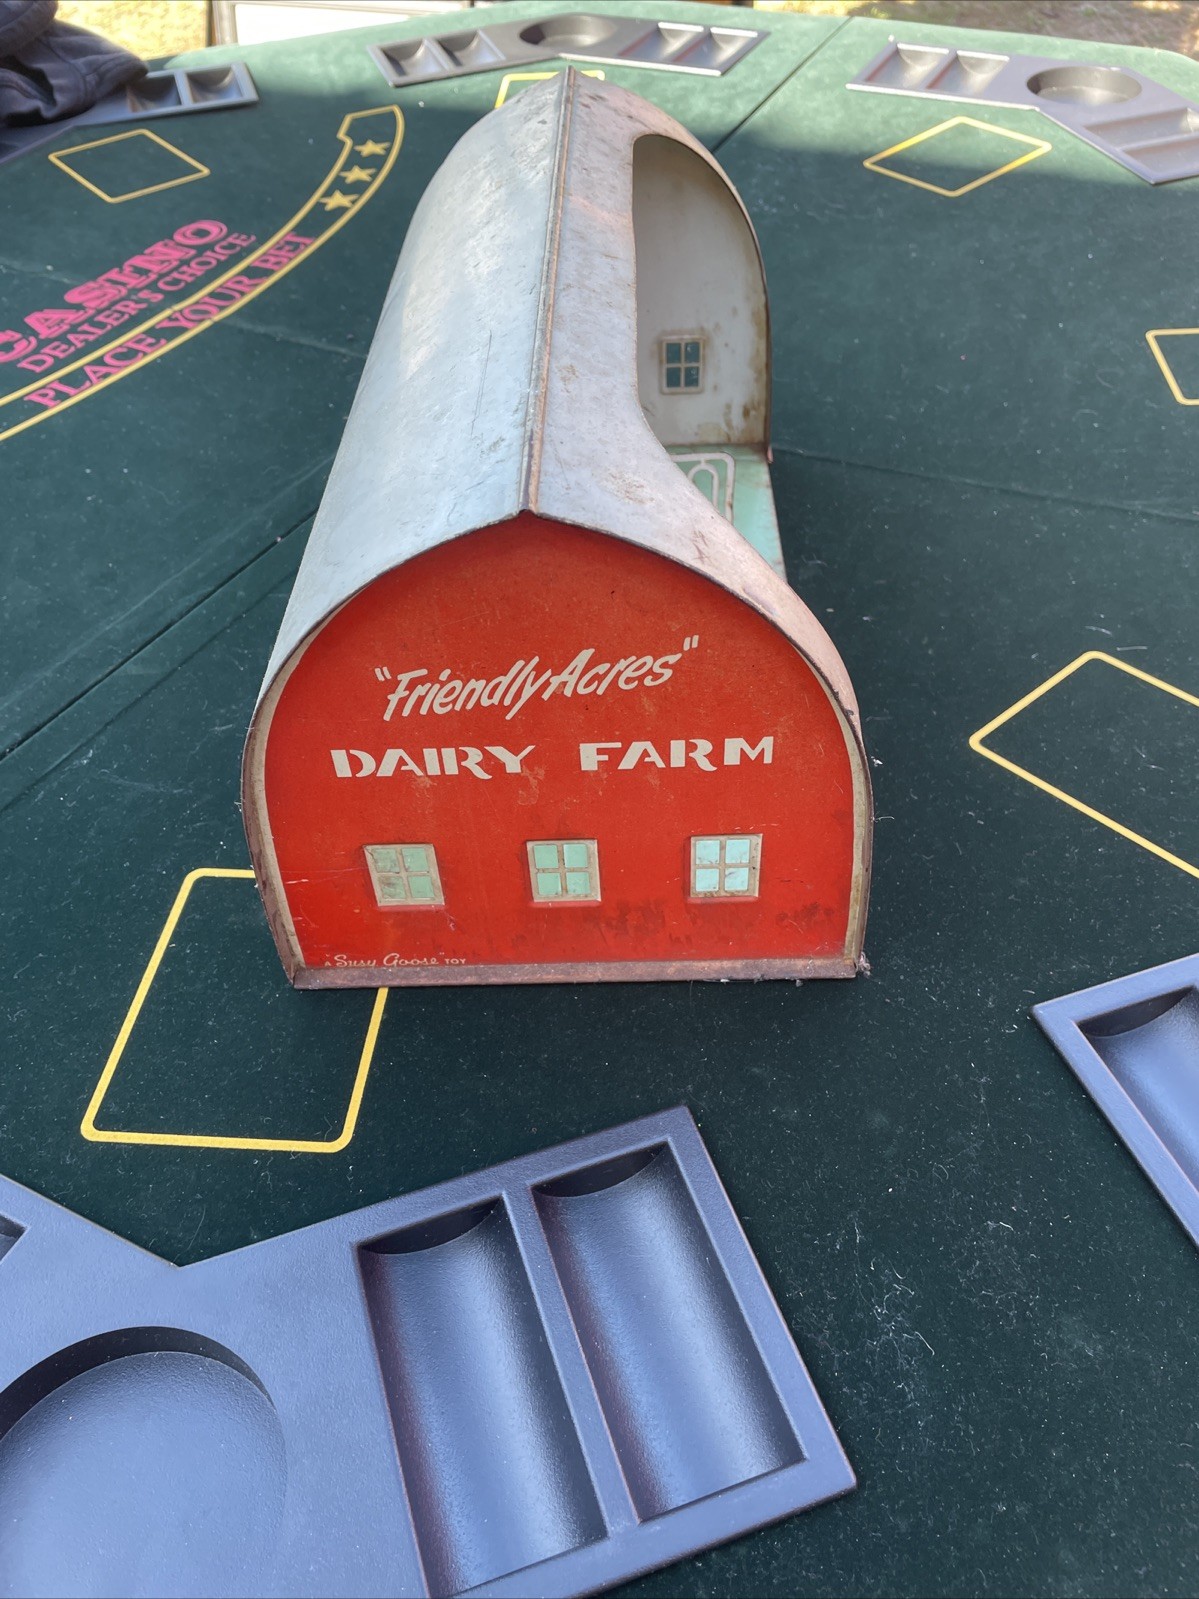 CASINO
DEALER'S CHOICE
PLACE YOUR BET
"Friendly Acres"
DAIRY FARM
A "Susy Goose" TOY